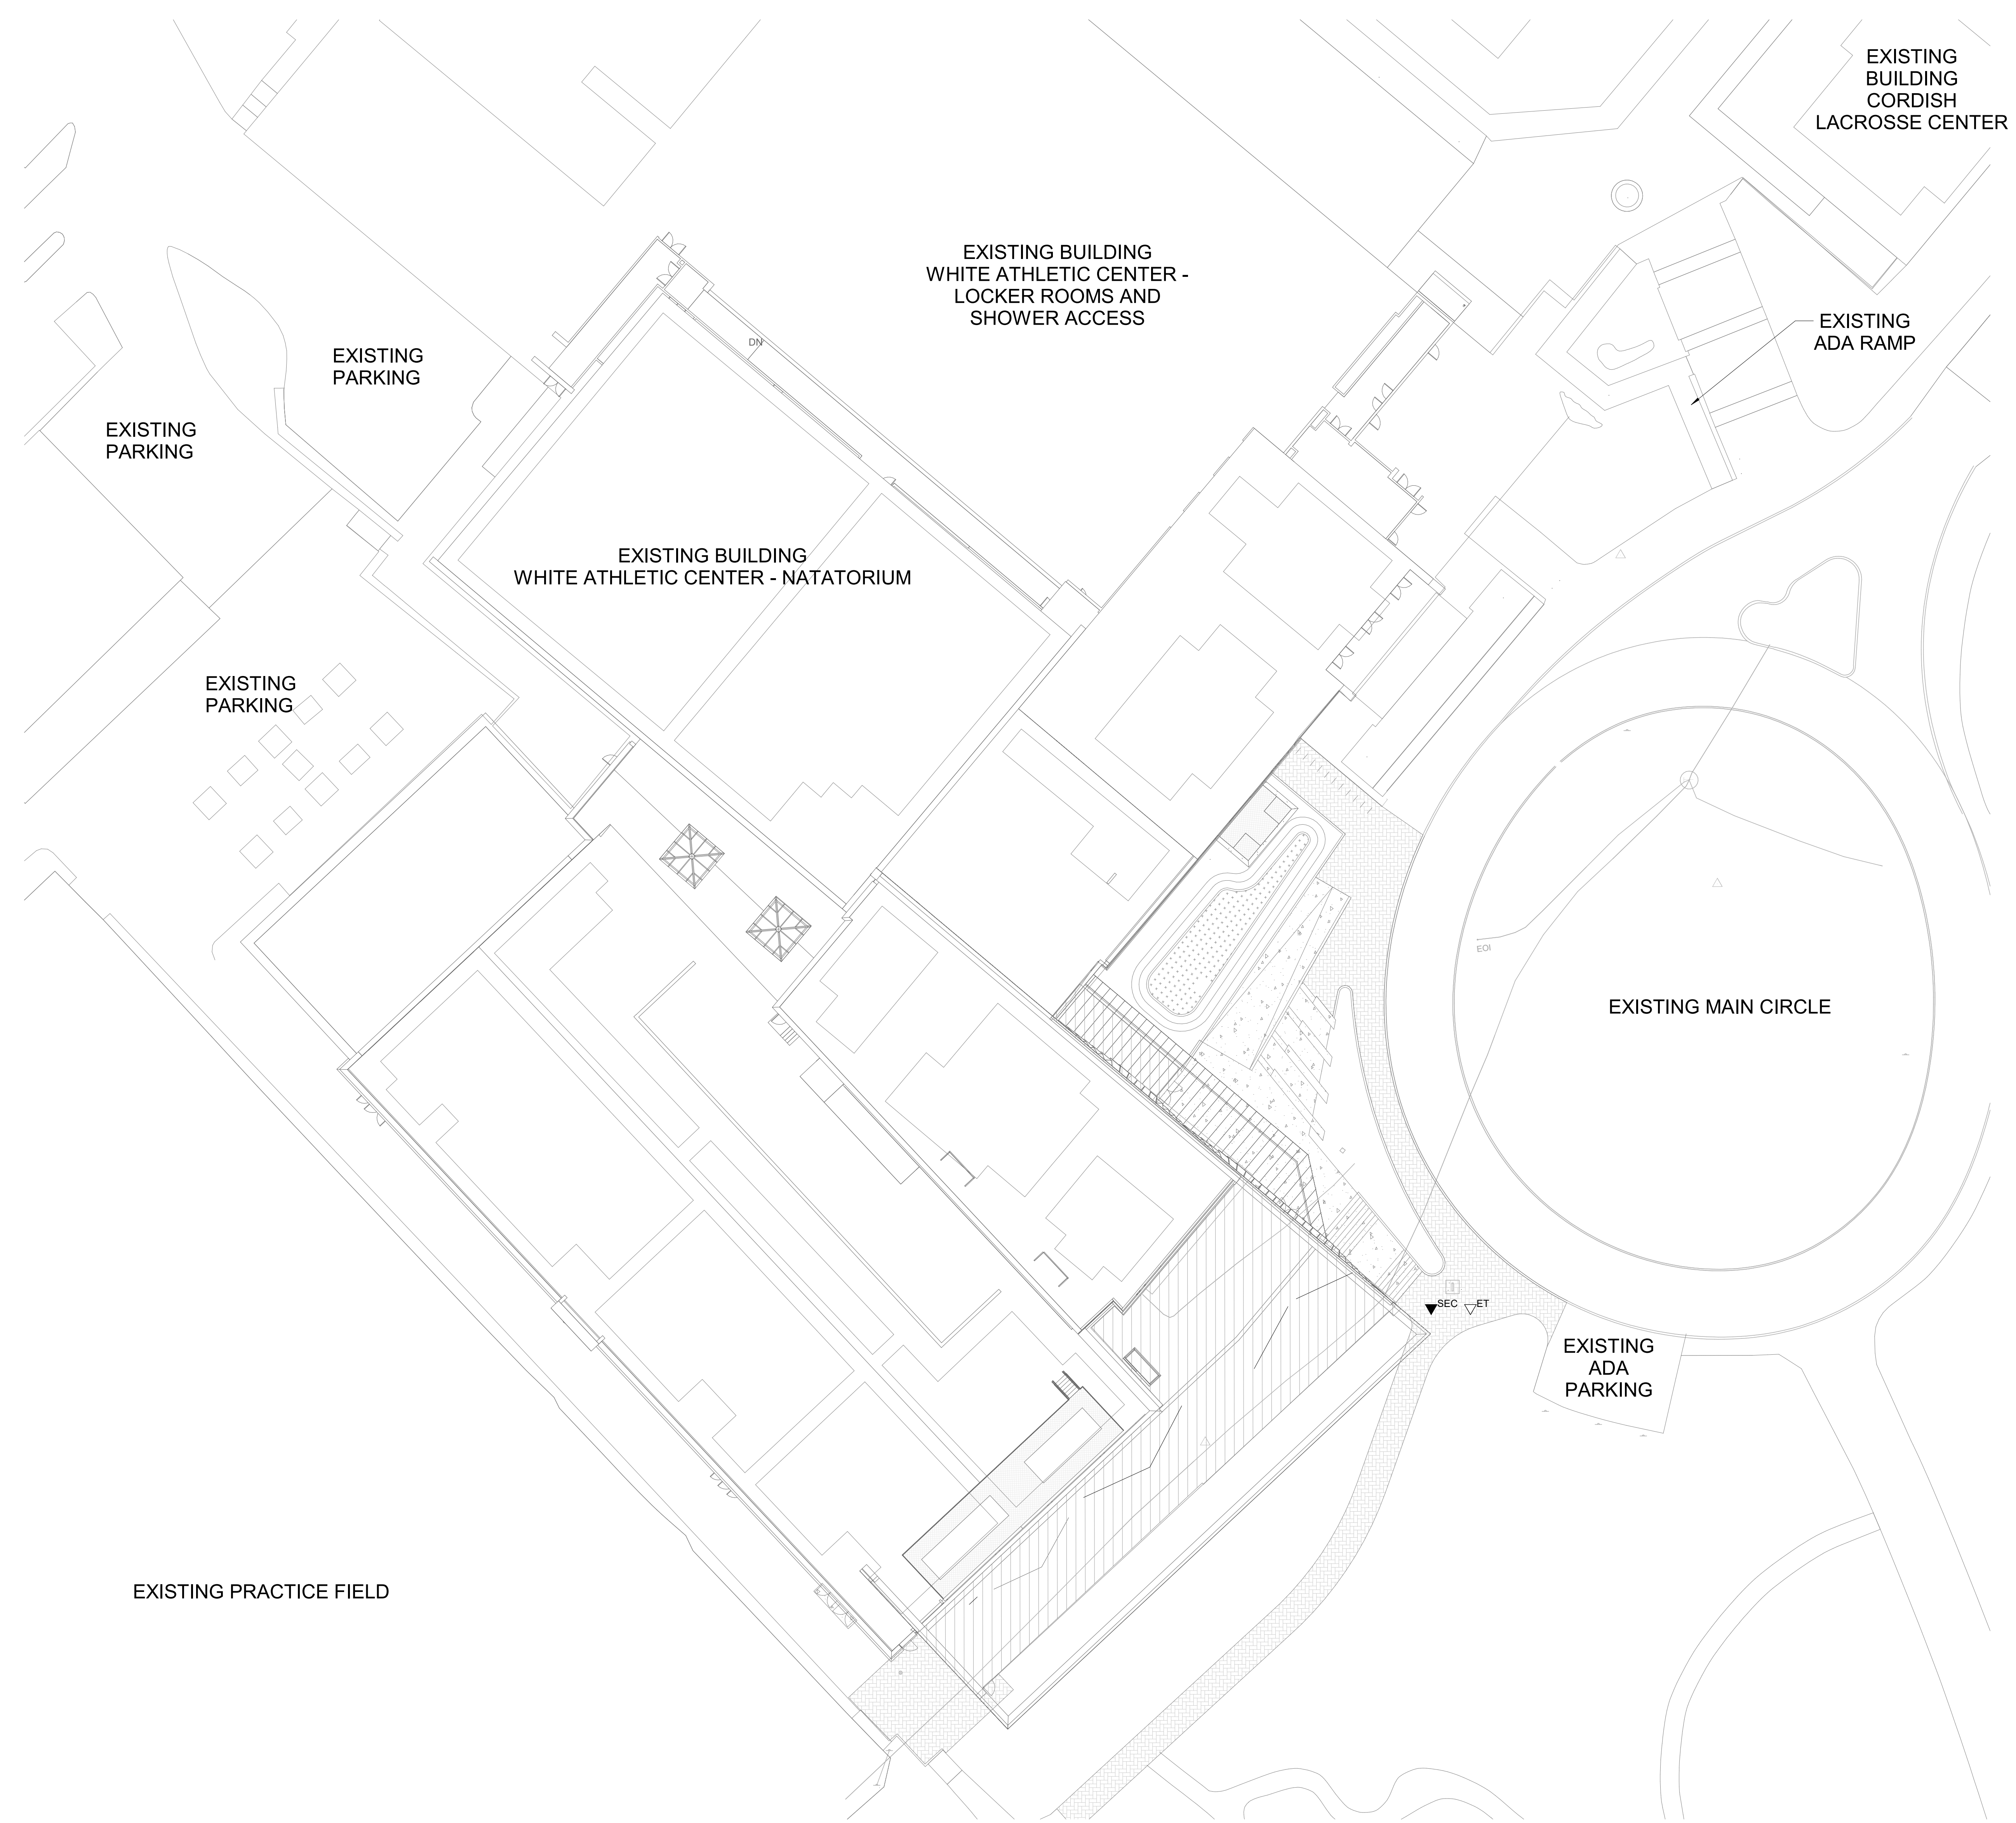 EXISTING
BUILDING
CORDISH
LACROSSE CENTER
EXISTING BUILDING
WHITE ATHLETIC CENTER -
LOCKER ROOMS AND
SHOWER ACCESS
EXISTING
ADA RAMP
DN
EXISTING
PARKING
EXISTING
PARKING
EXISTING BUILDING
WHITE ATHLETIC CENTER - NATATORIUM
EXISTING
PARKING
EOI
EXISTING MAIN CIRCLE
SEC
ET
EXISTING
ADA
PARKING
EXISTING PRACTICE FIELD